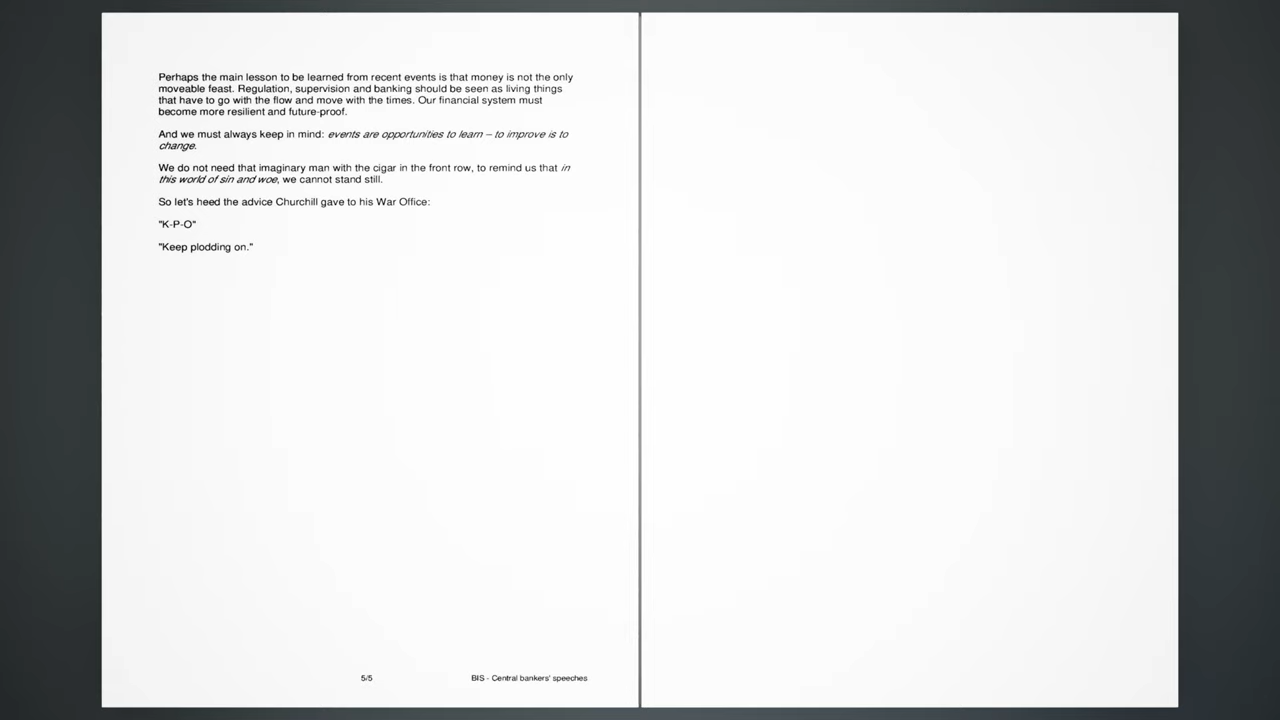 Perhaps the main lesson to be learned from recent events is that money is not the only
moveable feast. Regulation, supervision and banking should be seen as living things
that have to go with the flow and move with the times. Our financial system must
become more resilient and future-proof.
And we must always keep in mind: events are opportunities to learn – to improve is to
change.
We do not need that imaginary man with the cigar in the front row, to remind us that in
this world of sin and woe, we cannot stand still.
So let's heed the advice Churchill gave to his War Office:
"K-P-O"
"Keep plodding on."
5/5
BIS - Central bankers' speeches